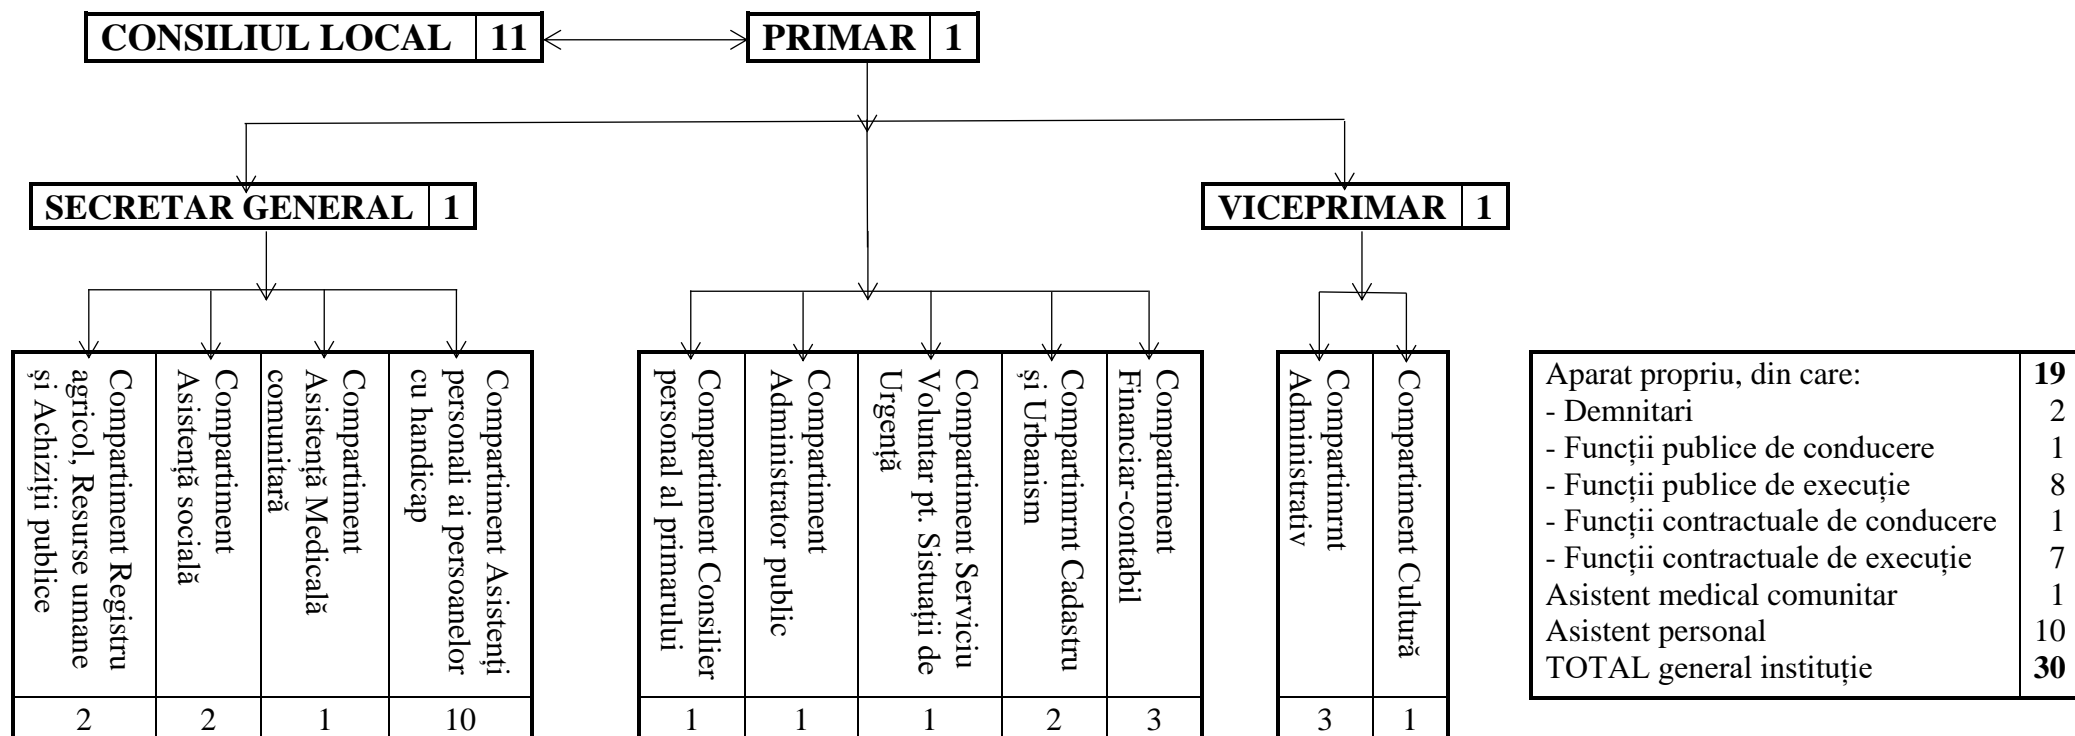 CONSILIUL LOCAL 11
PRIMAR 1
SECRETAR GENERAL 1
VICEPRIMAR 1
Compartiment Registru
agricol, Resurse umane
și Achiziții publice
2
Compartiment
Asistență socială
2
Compartiment
Asistență Medicală
comunitară
1
Compartiment Asistenți
personali ai persoanelor
cu handicap
10
Compartiment Consilier
personal al primarului
1
Compartiment
Administrator public
1
Compartiment Serviciu
Voluntar pt. Sistuații de
Urgență
1
Compartimrnt Cadastru
și Urbanism
2
Compartiment
Financiar-contabil
3
Compartimrnt
Administrativ
3
Compartiment Cultură
1
Aparat propriu, din care: 19
- Demnitari 2
- Funcții publice de conducere 1
- Funcții publice de execuție 8
- Funcții contractuale de conducere 1
- Funcții contractuale de execuție 7
Asistent medical comunitar 1
Asistent personal 10
TOTAL general instituție 30